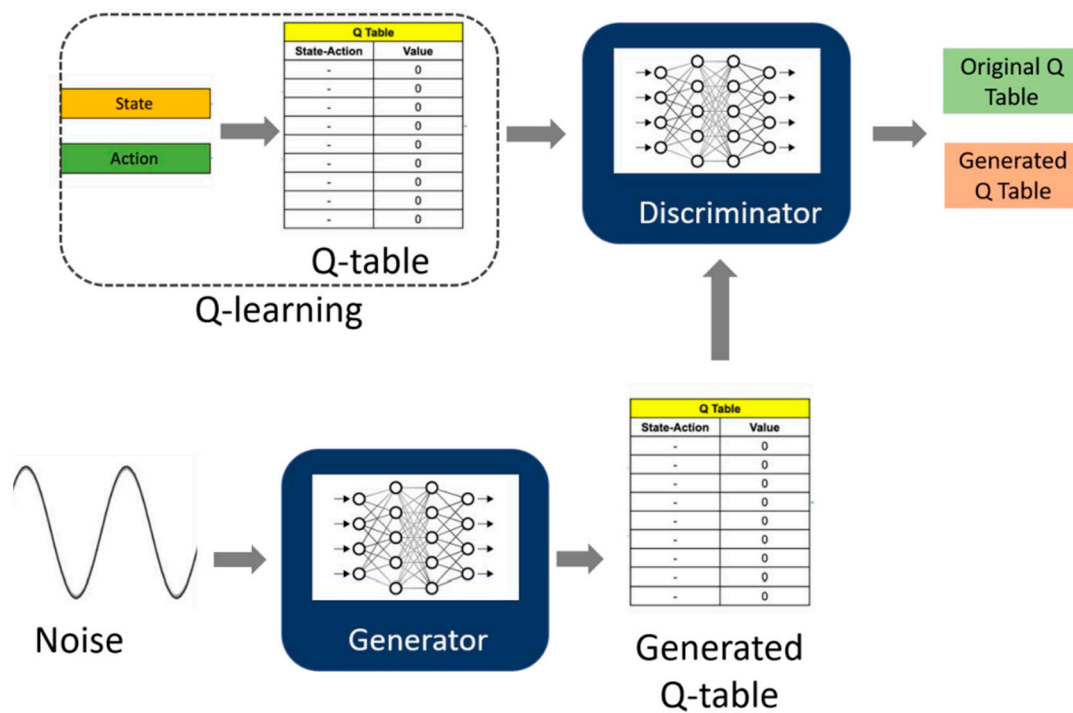 Q Table
State-Action Value
- 0
- 0
- 0
- 0
- 0
- 0
- 0
- 0
- 0
State
Action
Q-table
Q-learning
Discriminator
Original Q
Table
Generated
Q Table
Noise
Generator
Q Table
State-Action Value
- 0
- 0
- 0
- 0
- 0
- 0
- 0
- 0
- 0
Generated
Q-table